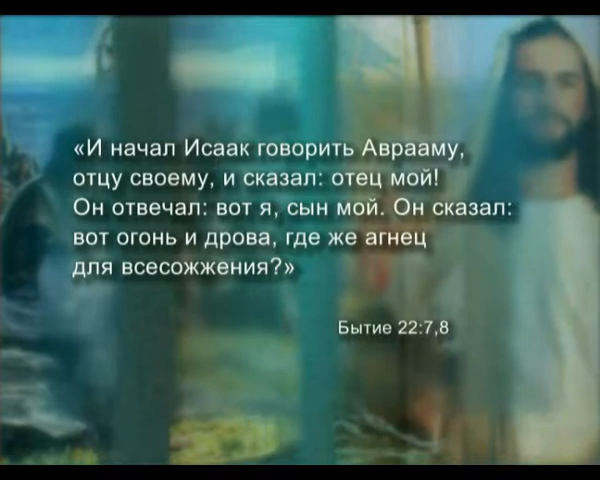 «И начал Исаак говорить Аврааму,
отцу своему, и сказал: отец мой!
Он отвечал: вот я, сын мой. Он сказал:
вот огонь и дрова, где же агнец
для всесожжения?»
Бытие 22:7,8